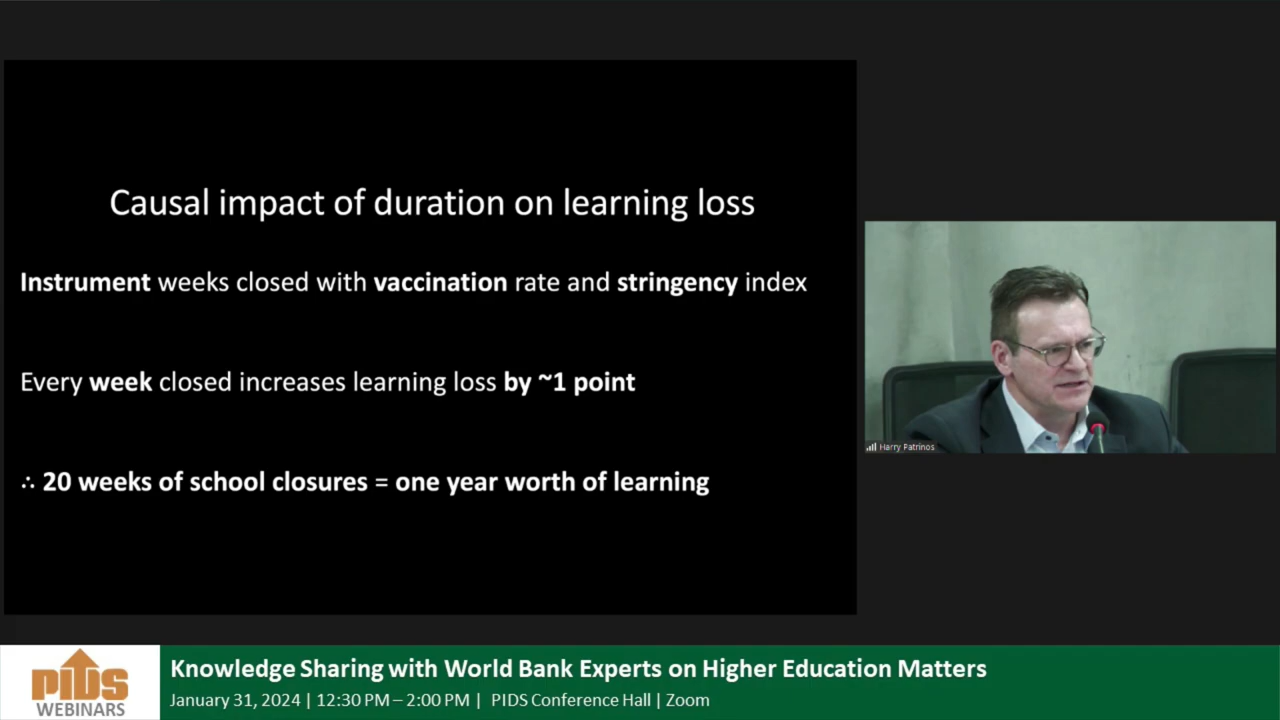 Causal impact of duration on learning loss
Instrument weeks closed with vaccination rate and stringency index
Every week closed increases learning loss by ~1 point
∴ 20 weeks of school closures = one year worth of learning
Harry Patrinos
PIDS
WEBINARS
Knowledge Sharing with World Bank Experts on Higher Education Matters
January 31, 2024 | 12:30 PM – 2:00 PM | PIDS Conference Hall | Zoom